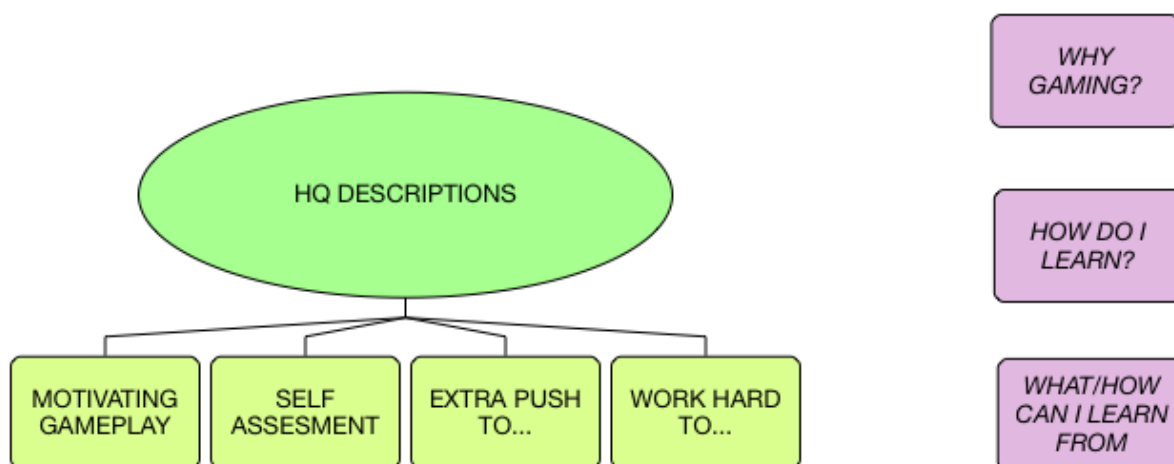 WHY
GAMING?
HQ DESCRIPTIONS
HOW DO I
LEARN?
MOTIVATING
GAMEPLAY
SELF
ASSESMENT
EXTRA PUSH
TO...
WORK HARD
TO...
WHAT/HOW
CAN I LEARN
FROM